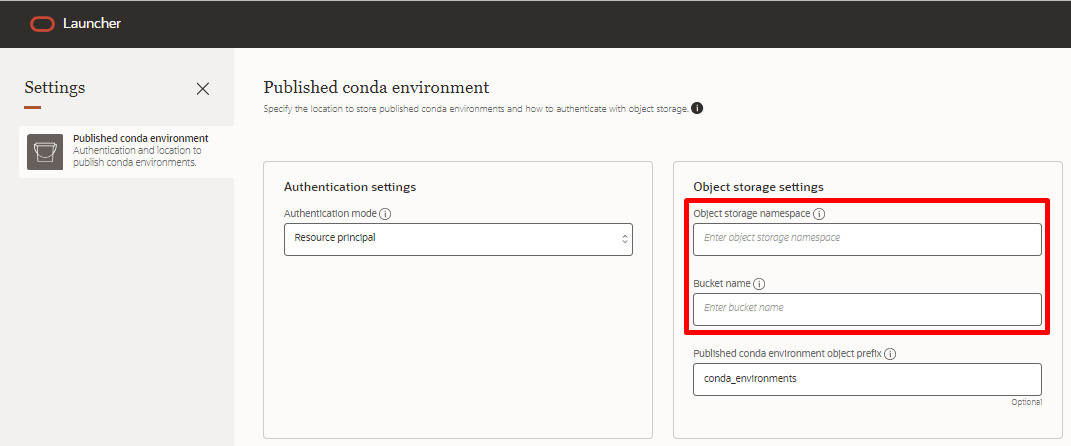 Launcher
Settings
Published conda environment
Authentication and location to
publish conda environments.
Published conda environment
Specify the location to store published conda environments and how to authenticate with object storage.
Authentication settings
Authentication mode
Resource principal
Object storage settings
Object storage namespace
Enter object storage namespace
Bucket name
Enter bucket name
Published conda environment object prefix
conda_environments
Optional